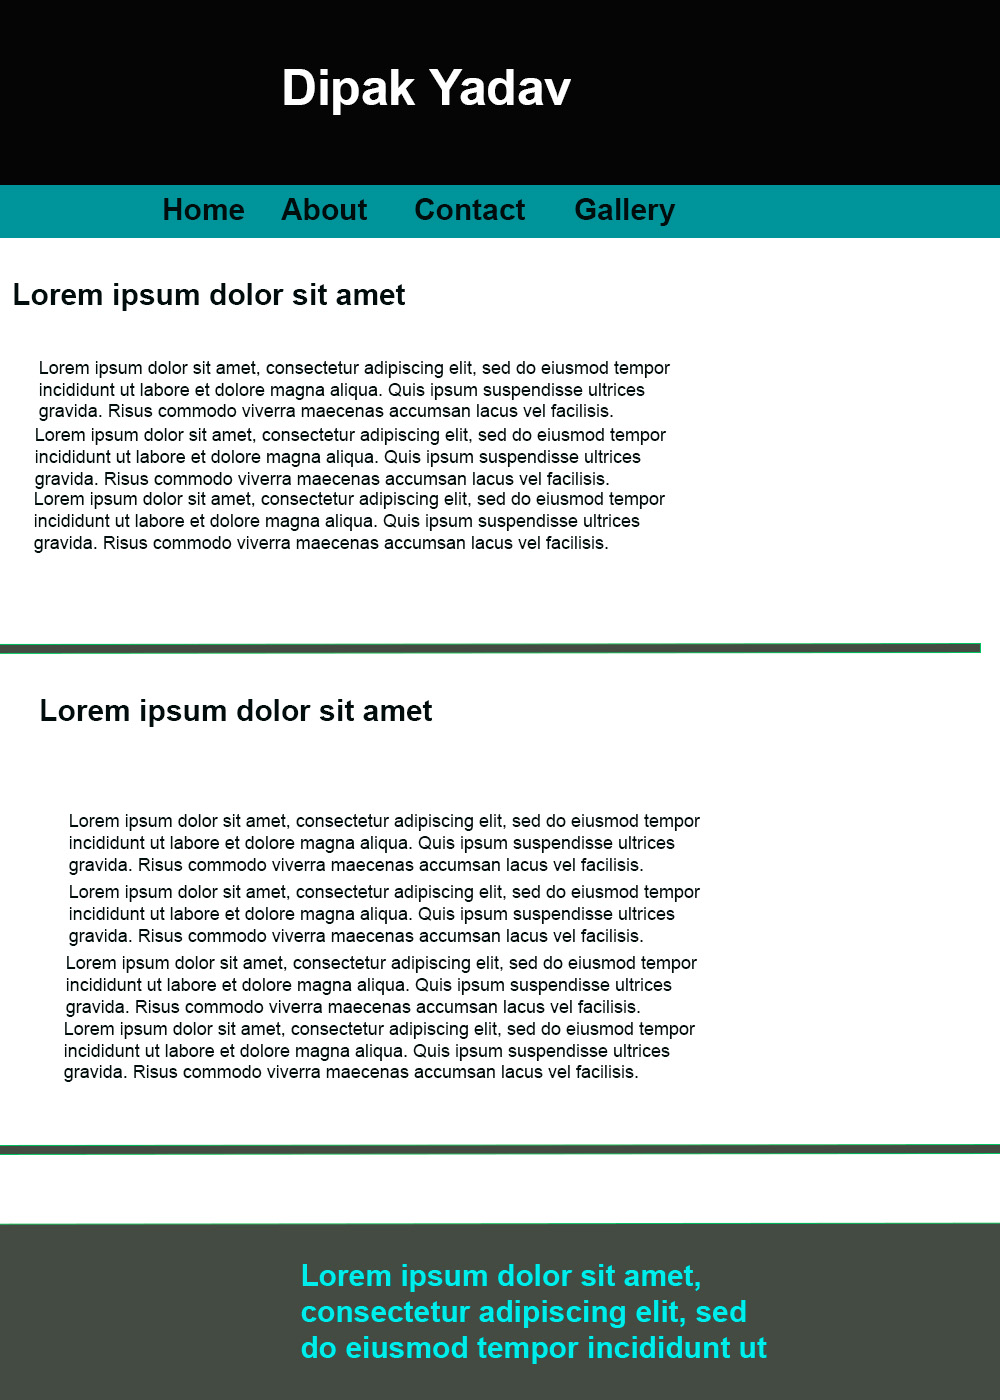 Dipak Yadav
Home About Contact Gallery
Lorem ipsum dolor sit amet
Lorem ipsum dolor sit amet, consectetur adipiscing elit, sed do eiusmod tempor
incididunt ut labore et dolore magna aliqua. Quis ipsum suspendisse ultrices
gravida. Risus commodo viverra maecenas accumsan lacus vel facilisis.
Lorem ipsum dolor sit amet, consectetur adipiscing elit, sed do eiusmod tempor
incididunt ut labore et dolore magna aliqua. Quis ipsum suspendisse ultrices
gravida. Risus commodo viverra maecenas accumsan lacus vel facilisis.
Lorem ipsum dolor sit amet, consectetur adipiscing elit, sed do eiusmod tempor
incididunt ut labore et dolore magna aliqua. Quis ipsum suspendisse ultrices
gravida. Risus commodo viverra maecenas accumsan lacus vel facilisis.
Lorem ipsum dolor sit amet
Lorem ipsum dolor sit amet, consectetur adipiscing elit, sed do eiusmod tempor
incididunt ut labore et dolore magna aliqua. Quis ipsum suspendisse ultrices
gravida. Risus commodo viverra maecenas accumsan lacus vel facilisis.
Lorem ipsum dolor sit amet, consectetur adipiscing elit, sed do eiusmod tempor
incididunt ut labore et dolore magna aliqua. Quis ipsum suspendisse ultrices
gravida. Risus commodo viverra maecenas accumsan lacus vel facilisis.
Lorem ipsum dolor sit amet, consectetur adipiscing elit, sed do eiusmod tempor
incididunt ut labore et dolore magna aliqua. Quis ipsum suspendisse ultrices
gravida. Risus commodo viverra maecenas accumsan lacus vel facilisis.
Lorem ipsum dolor sit amet, consectetur adipiscing elit, sed do eiusmod tempor
incididunt ut labore et dolore magna aliqua. Quis ipsum suspendisse ultrices
gravida. Risus commodo viverra maecenas accumsan lacus vel facilisis.
Lorem ipsum dolor sit amet,
consectetur adipiscing elit, sed
do eiusmod tempor incididunt ut